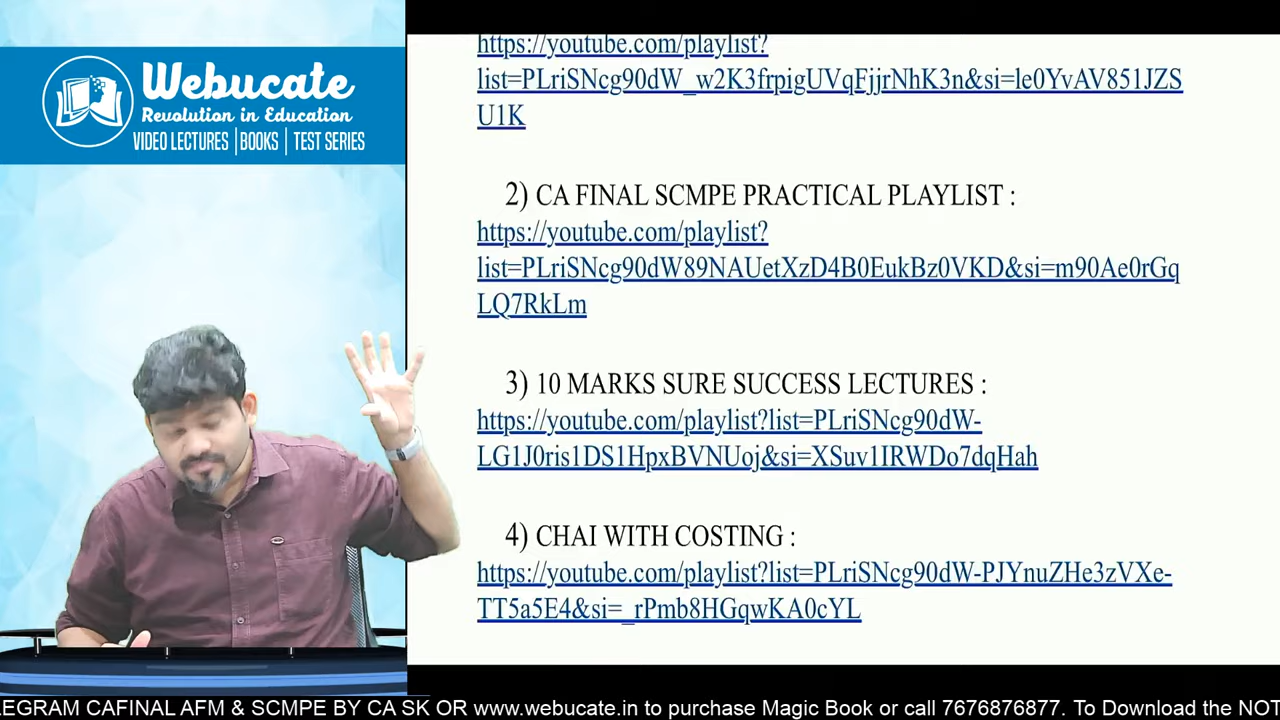 Webucate
Revolution in Education
VIDEO LECTURES | BOOKS | TEST SERIES
https://youtube.com/playlist?
list=PLriSNcg90dW_w2K3frpigUVqFjjrNhK3n&si=le0YvAV851JZS
U1K
2) CA FINAL SCMPE PRACTICAL PLAYLIST :
https://youtube.com/playlist?
list=PLriSNcg90dW89NAUetXzD4B0EukBz0VKD&si=m90Ae0rGq
LQ7RkLm
3) 10 MARKS SURE SUCCESS LECTURES :
https://youtube.com/playlist?list=PLriSNcg90dW-
LG1J0ris1DS1HpxBVNUoj&si=XSuv1IRWDo7dqHah
4) CHAI WITH COSTING :
https://youtube.com/playlist?list=PLriSNcg90dW-PJYnuZHe3zVXe-
TT5a5E4&si=_rPmb8HGqwKA0cYL
LEGRAM CAFINAL AFM & SCMPE BY CA SK OR www.webucate.in to purchase Magic Book or call 7676876877. To Download the NOT